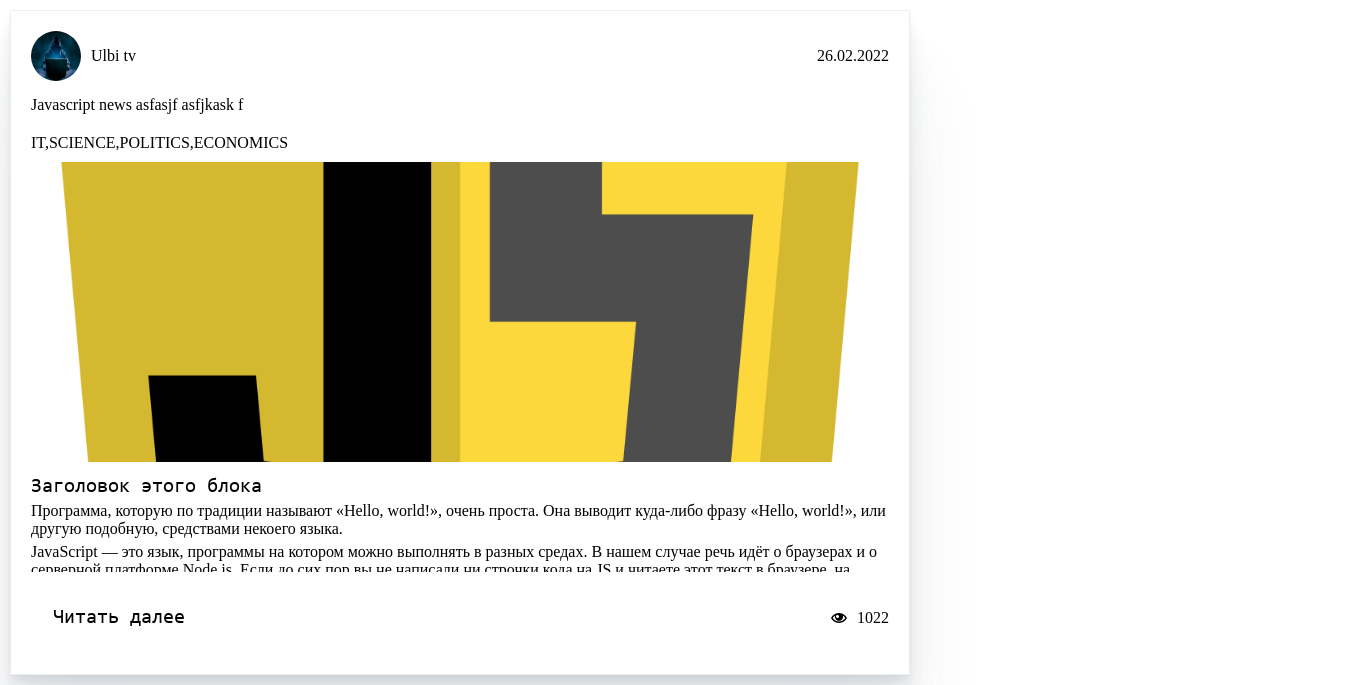 Ulbi tv
26.02.2022
Javascript news asfasjf asfjkask f
IT,SCIENCE,POLITICS,ECONOMICS
JS
Заголовок этого блока
Программа, которую по традиции называют «Hello, world!», очень проста. Она выводит куда-либо фразу «Hello, world!», или
другую подобную, средствами некоего языка.
JavaScript — это язык, программы на котором можно выполнять в разных средах. В нашем случае речь идёт о браузерах и о
серверной платформе Node.js. Если до сих пор вы не написали ни строчки кода на JS и читаете этот текст в браузере, на
Читать далее
1022